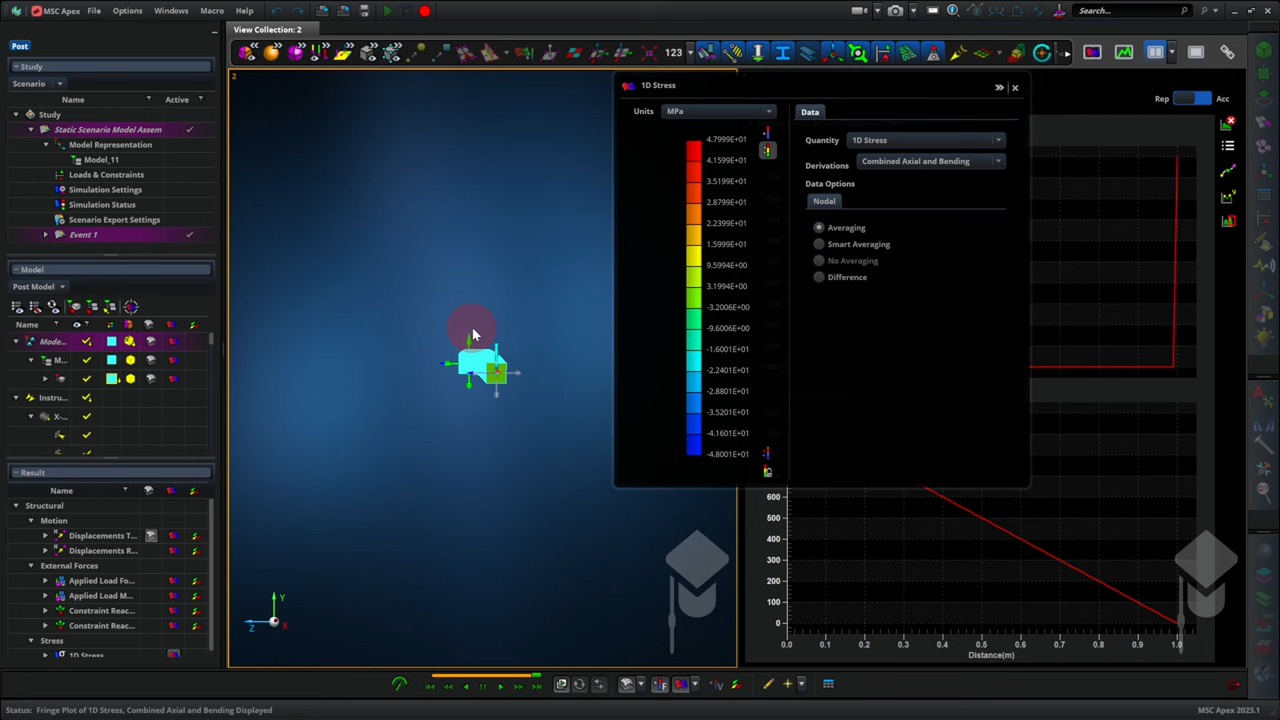 MSC Apex File Options Windows Macro Help Search...
Post
Study
Scenario
Name Active
Study
Static Scenario Model Assem
Model Representation
Model_11
Loads & Constraints
Simulation Settings
Simulation Status
Scenario Export Settings
Event 1
Model
Post Model
Name
Mode...
M...
Instru...
X-...
Result
Name
Structural
Motion
Displacements T...
Displacements R...
External Forces
Applied Load Fo...
Applied Load M...
Constraint Reac...
Constraint Reac...
Stress
1D Stress
View Collection: 2
123
2
Y
Z
X
1D Stress
Units MPa
4.7999E+01
4.1599E+01
3.5199E+01
2.8799E+01
2.2399E+01
1.5999E+01
9.5994E+00
3.1994E+00
-3.2006E+00
-9.6006E+00
-1.6001E+01
-2.2401E+01
-2.8801E+01
-3.5201E+01
-4.1601E+01
-4.8001E+01
Data
Quantity 1D Stress
Derivations Combined Axial and Bending
Data Options
Nodal
Averaging
Smart Averaging
No Averaging
Difference
Rep Acc
600
500
400
300
200
100
0
0.0 0.1 0.2 0.3 0.4 0.5 0.6 0.7 0.8 0.9 1.0
Distance(m)
Status: Fringe Plot of 1D Stress, Combined Axial and Bending Displayed
MSC Apex 2023.1